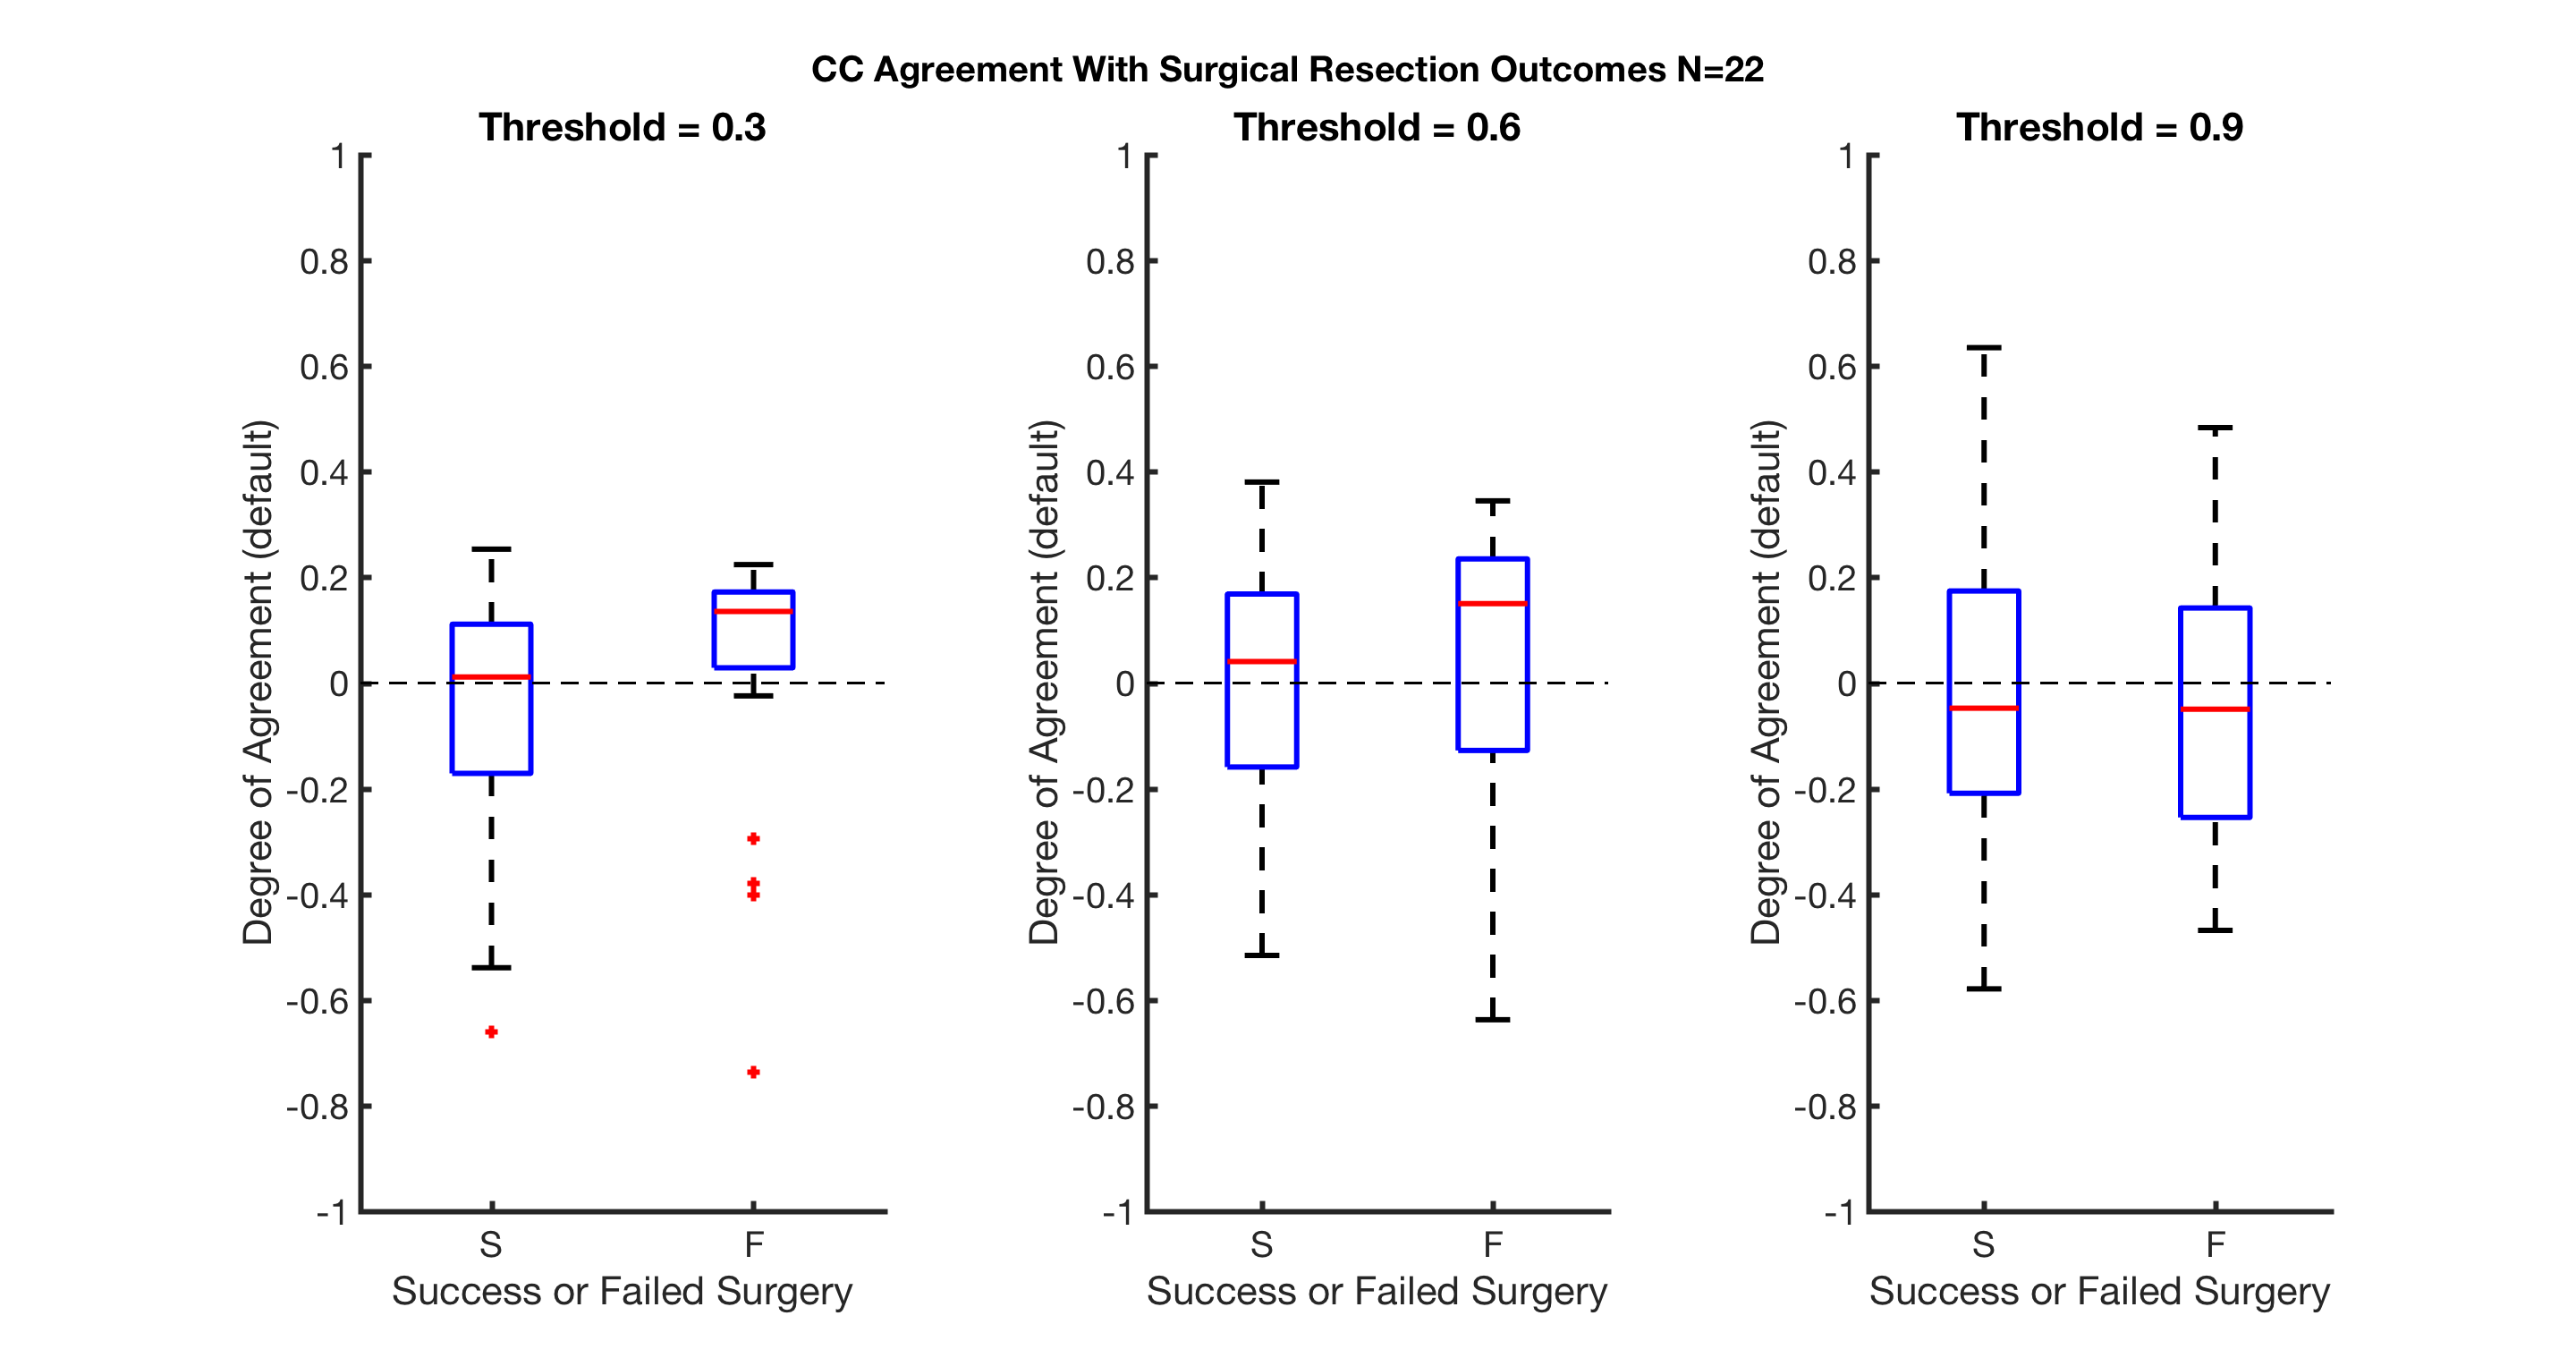 CC Agreement With Surgical Resection Outcomes N=22
Threshold = 0.3
1
0.8
0.6
0.4
0.2
0
-0.2
-0.4
-0.6
-0.8
-1
Degree of Agreement (default)
S F
Success or Failed Surgery
Threshold = 0.6
1
0.8
0.6
0.4
0.2
0
-0.2
-0.4
-0.6
-0.8
-1
Degree of Agreement (default)
S F
Success or Failed Surgery
Threshold = 0.9
1
0.8
0.6
0.4
0.2
0
-0.2
-0.4
-0.6
-0.8
-1
Degree of Agreement (default)
S F
Success or Failed Surgery